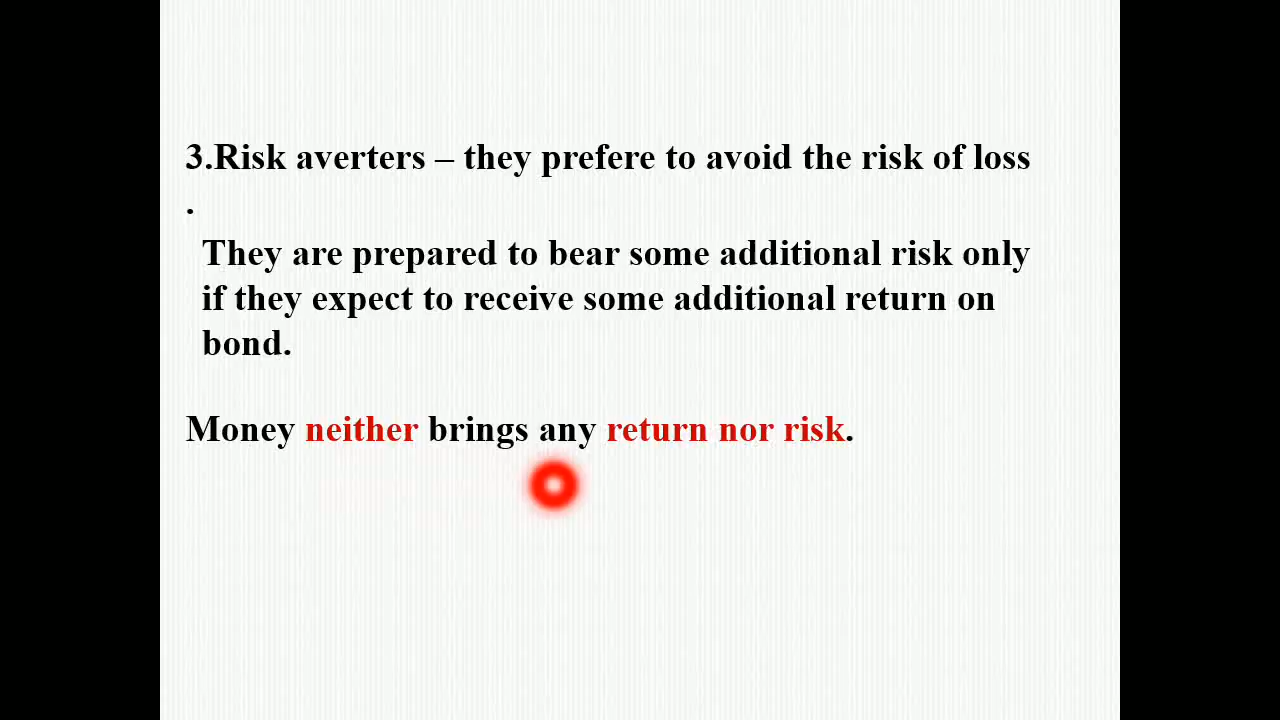 3.Risk averters – they prefere to avoid the risk of loss
.
They are prepared to bear some additional risk only
if they expect to receive some additional return on
bond.
Money neither brings any return nor risk.